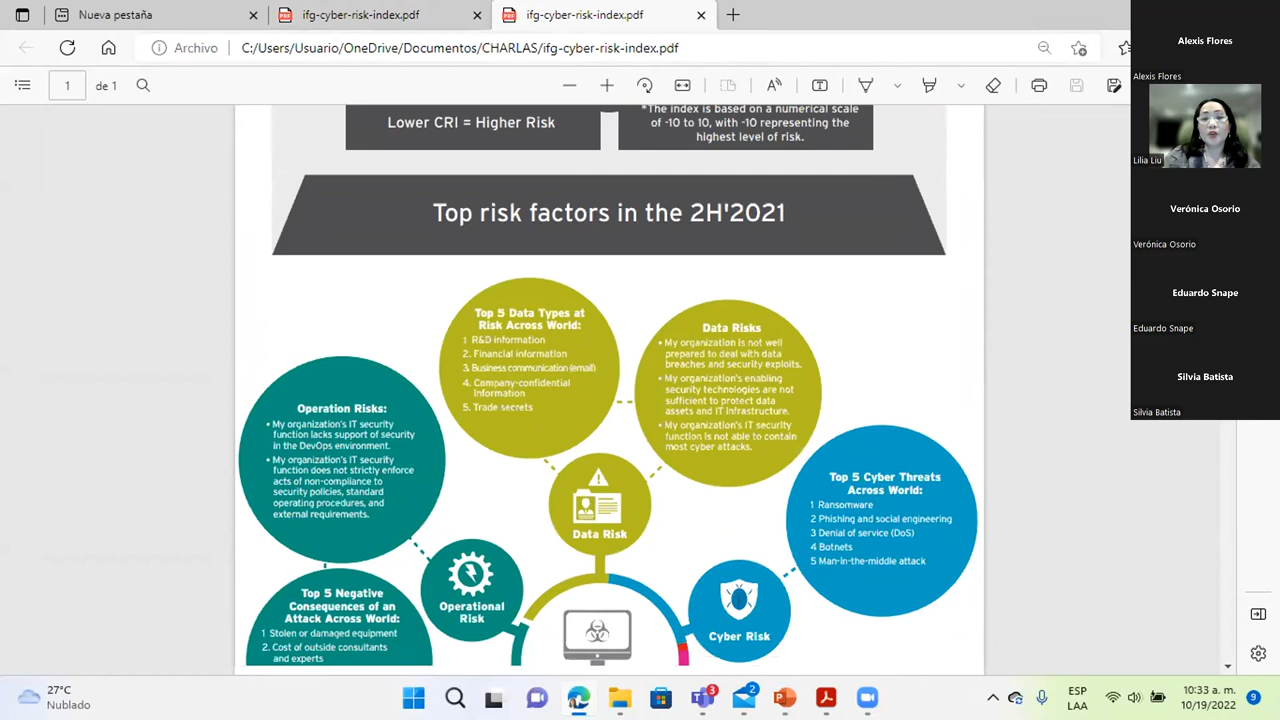 Nueva pestaña
ifg-cyber-risk-index.pdf
ifg-cyber-risk-index.pdf
Archivo
C:/Users/Usuario/OneDrive/Documentos/CHARLAS/ifg-cyber-risk-index.pdf
1
de 1
Lower CRI = Higher Risk
*The index is based on a numerical scale
of -10 to 10, with -10 representing the
highest level of risk.
Top risk factors in the 2H'2021
Top 5 Data Types at
Risk Across World:
1 R&D information
2. Financial information
3. Business communication (email)
4. Company-confidential
Information
5. Trade secrets
Data Risks
• My organization is not well
prepared to deal with data
breaches and security exploits.
• My organization's enabling
security technologies are not
sufficient to protect data
assets and IT Infrastructure.
• My organization's IT security
function is not able to contain
most cyber attacks.
Operation Risks:
• My organization's IT security
function lacks support of security
in the DevOps environment.
• My organization's IT security
function does not strictly enforce
acts of non-compliance to
security policies, standard
operating procedures, and
external requirements.
Top 5 Cyber Threats
Across World:
1 Ransomware
2 Phishing and social engineering
3 Denial of service (DoS)
4 Botnets
5 Man-in-the-middle attack
Data Risk
Operational
Risk
Cyber Risk
Top 5 Negative
Consequences of an
Attack Across World:
1 Stolen or damaged equipment
2. Cost of outside consultants
and experts
Alexis Flores
Alexis Flores
Lilia Liu
Verónica Osorio
Verónica Osorio
Eduardo Snape
Eduardo Snape
Silvia Batista
Silvia Batista
27°C
Nublado
3
2
ESP
LAA
10:33 a. m.
10/19/2022
9